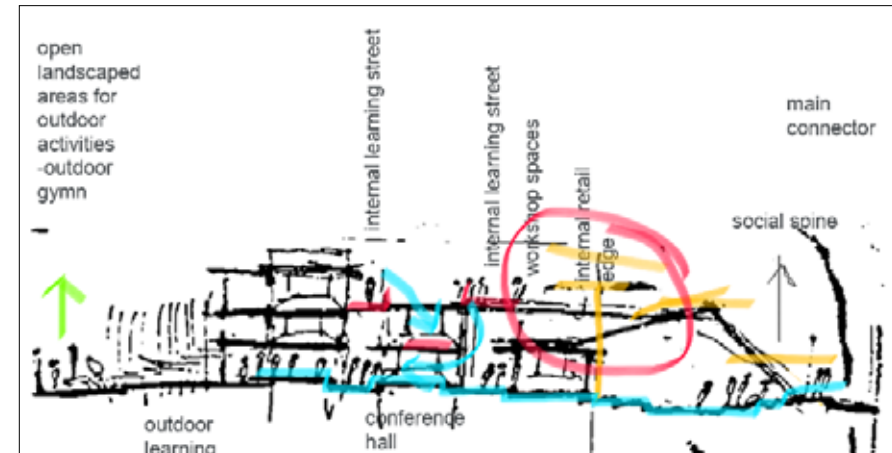 open
landscaped
areas for
outdoor
activities
-outdoor
gymn
internal learning street
internal learning street
workshop spaces
internal retail
edge
main
connector
social spine
outdoor
learning
conference
hall